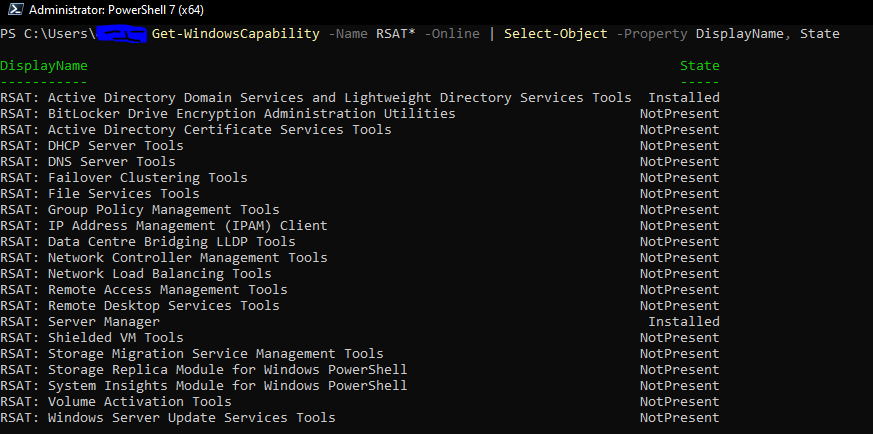 Administrator: PowerShell 7 (x64)
PS C:\Users\ Get-WindowsCapability -Name RSAT* -Online | Select-Object -Property DisplayName, State
DisplayName State
----------- -----
RSAT: Active Directory Domain Services and Lightweight Directory Services Tools Installed
RSAT: BitLocker Drive Encryption Administration Utilities NotPresent
RSAT: Active Directory Certificate Services Tools NotPresent
RSAT: DHCP Server Tools NotPresent
RSAT: DNS Server Tools NotPresent
RSAT: Failover Clustering Tools NotPresent
RSAT: File Services Tools NotPresent
RSAT: Group Policy Management Tools NotPresent
RSAT: IP Address Management (IPAM) Client NotPresent
RSAT: Data Centre Bridging LLDP Tools NotPresent
RSAT: Network Controller Management Tools NotPresent
RSAT: Network Load Balancing Tools NotPresent
RSAT: Remote Access Management Tools NotPresent
RSAT: Remote Desktop Services Tools NotPresent
RSAT: Server Manager Installed
RSAT: Shielded VM Tools NotPresent
RSAT: Storage Migration Service Management Tools NotPresent
RSAT: Storage Replica Module for Windows PowerShell NotPresent
RSAT: System Insights Module for Windows PowerShell NotPresent
RSAT: Volume Activation Tools NotPresent
RSAT: Windows Server Update Services Tools NotPresent